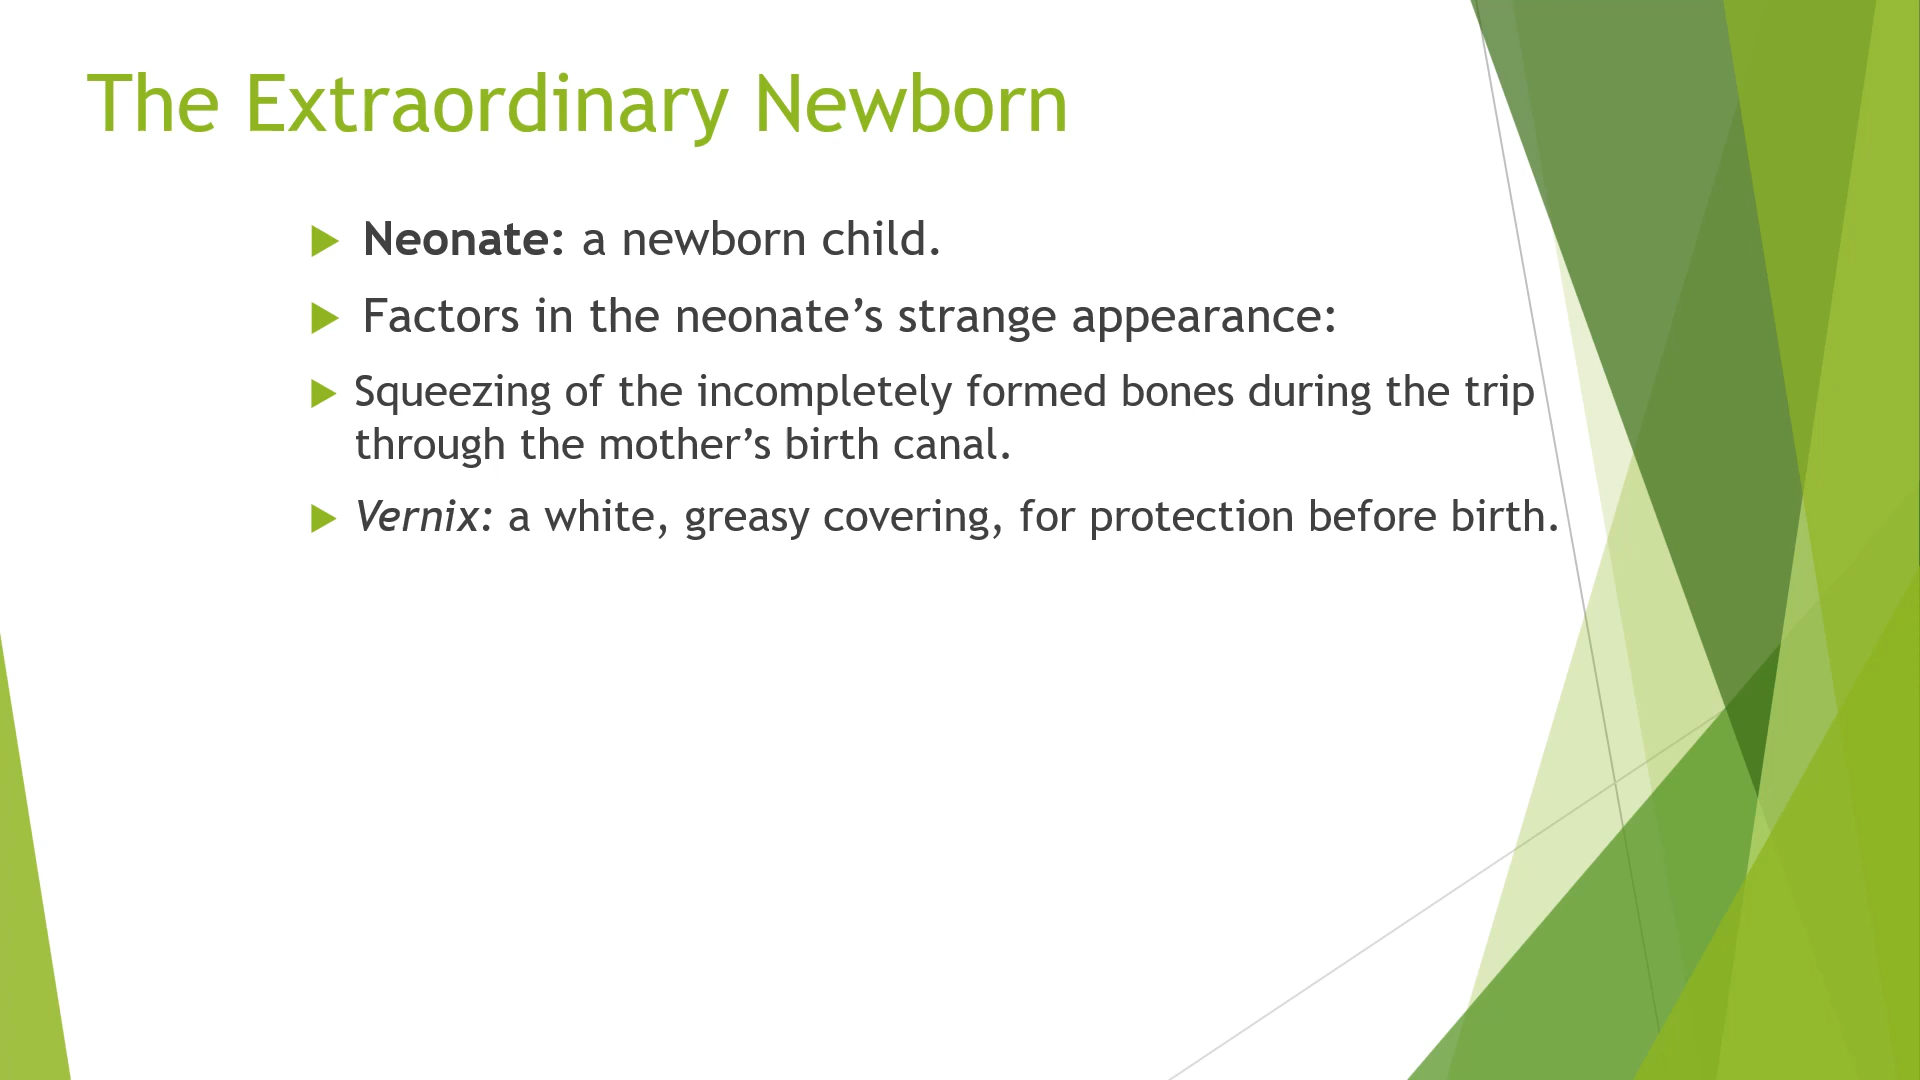 The Extraordinary Newborn
Neonate: a newborn child.
Factors in the neonate’s strange appearance:
Squeezing of the incompletely formed bones during the trip
through the mother’s birth canal.
Vernix: a white, greasy covering, for protection before birth.